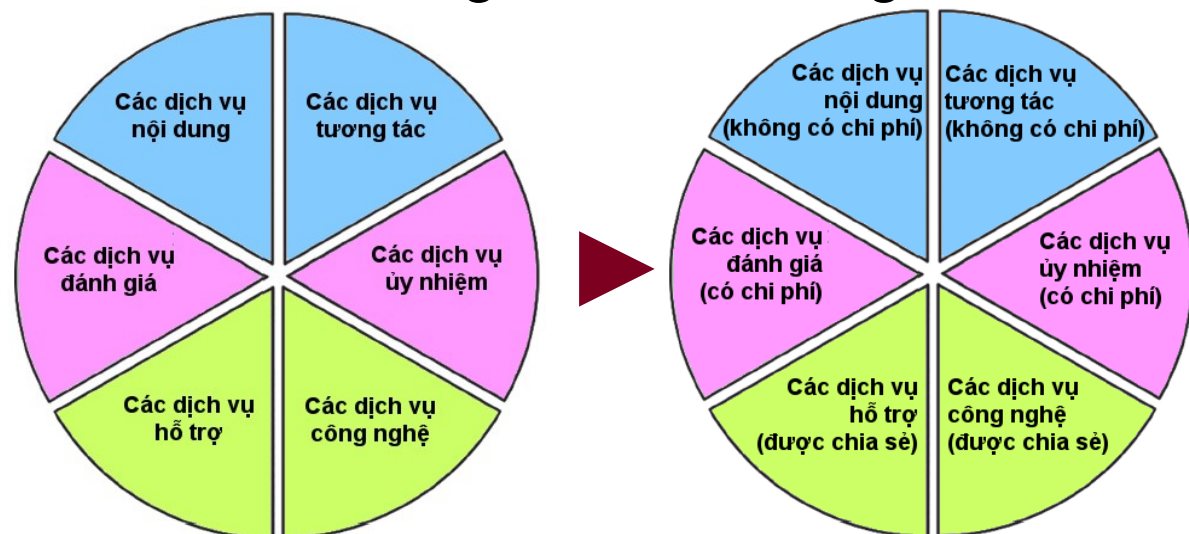 Các dịch vụ
nội dung
Các dịch vụ
tương tác
Các dịch vụ
đánh giá
Các dịch vụ
ủy nhiệm
Các dịch vụ
hỗ trợ
Các dịch vụ
công nghệ
Các dịch vụ
nội dung
(không có chi phí)
Các dịch vụ
tương tác
(không có chi phí)
Các dịch vụ
đánh giá
(có chi phí)
Các dịch vụ
ủy nhiệm
(có chi phí)
Các dịch vụ
hỗ trợ
(được chia sẻ)
Các dịch vụ
công nghệ
(được chia sẻ)